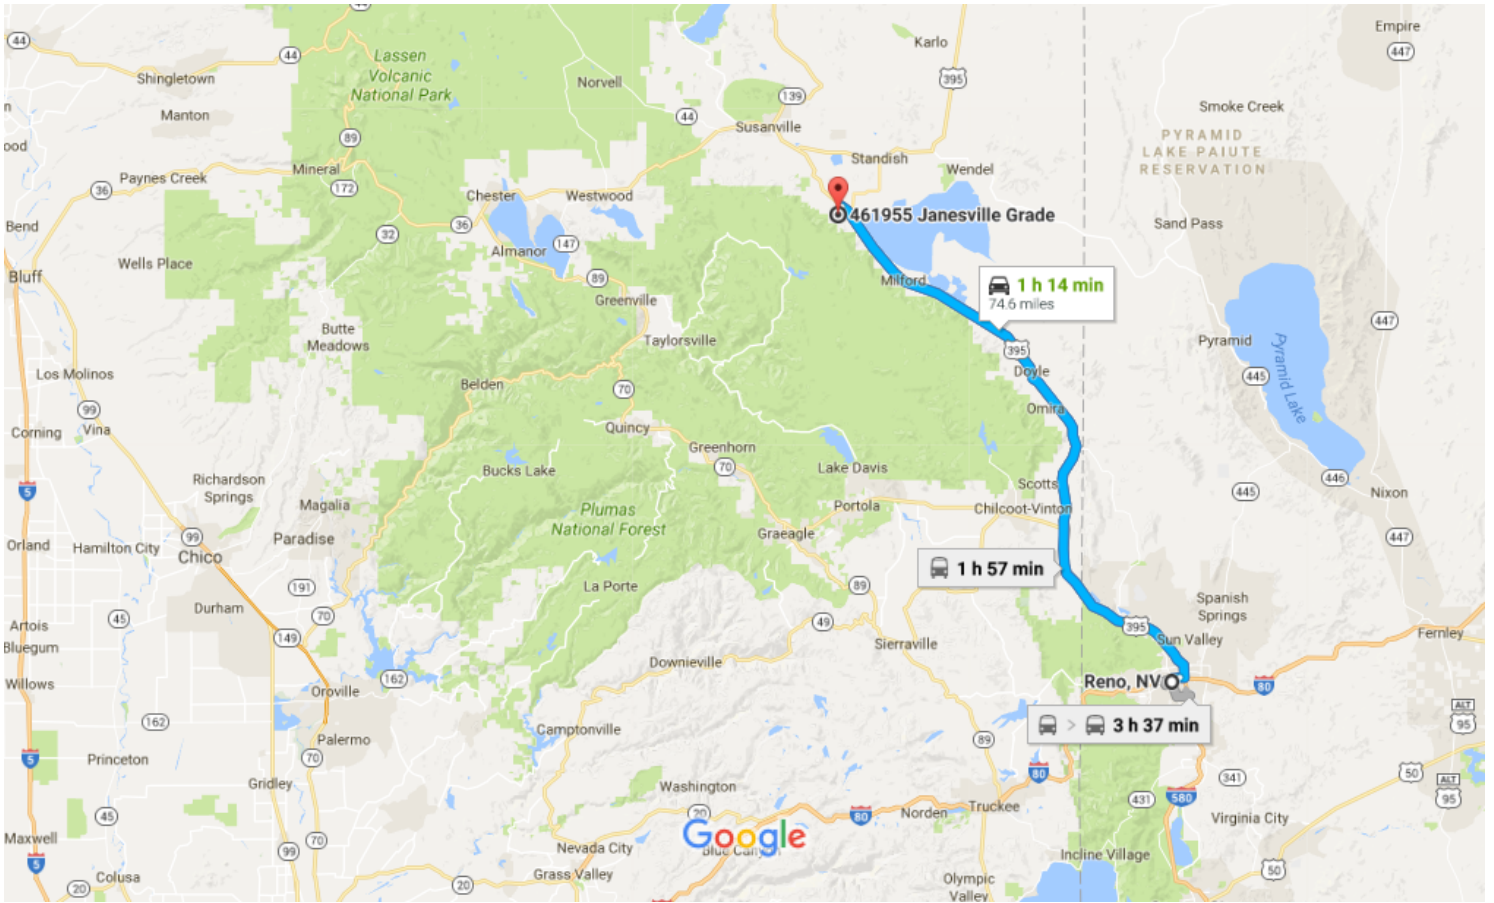 44
Shingletown
Manton
44
Lassen
Volcanic
National Park
Norvell
44
139
Susanville
Karlo
395
Empire
447
Smoke Creek
PYRAMID
LAKE PAIUTE
RESERVATION
ood
89
Mineral
172
Paynes Creek
36
Chester
Westwood
Standish
Wendel
461955 Janesville Grade
Sand Pass
Bend
32
36
Almanor
147
Bluff
Wells Place
89
Greenville
Milford
1 h 14 min
74.6 miles
Butte
Meadows
Taylorsville
395
Doyle
Pyramid
Pyramid Lake
447
445
Los Molinos
Belden
70
Omira
99
Vina
Corning
Quincy
Greenhorn
70
Bucks Lake
Lake Davis
Scotts
446
Nixon
445
5
Richardson
Springs
Magalia
Portola
Chilcoot-Vinton
Plumas
National Forest
Graeagle
447
Orland
Hamilton City
99
Chico
Paradise
1 h 57 min
191
La Porte
89
Durham
70
Spanish
Springs
45
Artois
Bluegum
149
49
Sierraville
395
Sun Valley
Fernley
Downieville
Willows
162
Oroville
Reno, NV
80
ALT
95
162
3 h 37 min
Camptonville
Palermo
70
89
5
Princeton
80
341
50
ALT
95
Gridley
Washington
20
Truckee
431
580
45
Google
80
Norden
Virginia City
Maxwell
70
99
Nevada City
Blue Canyon
Incline Village
5
Grass Valley
50
Colusa
20
20
Olympic
Valley